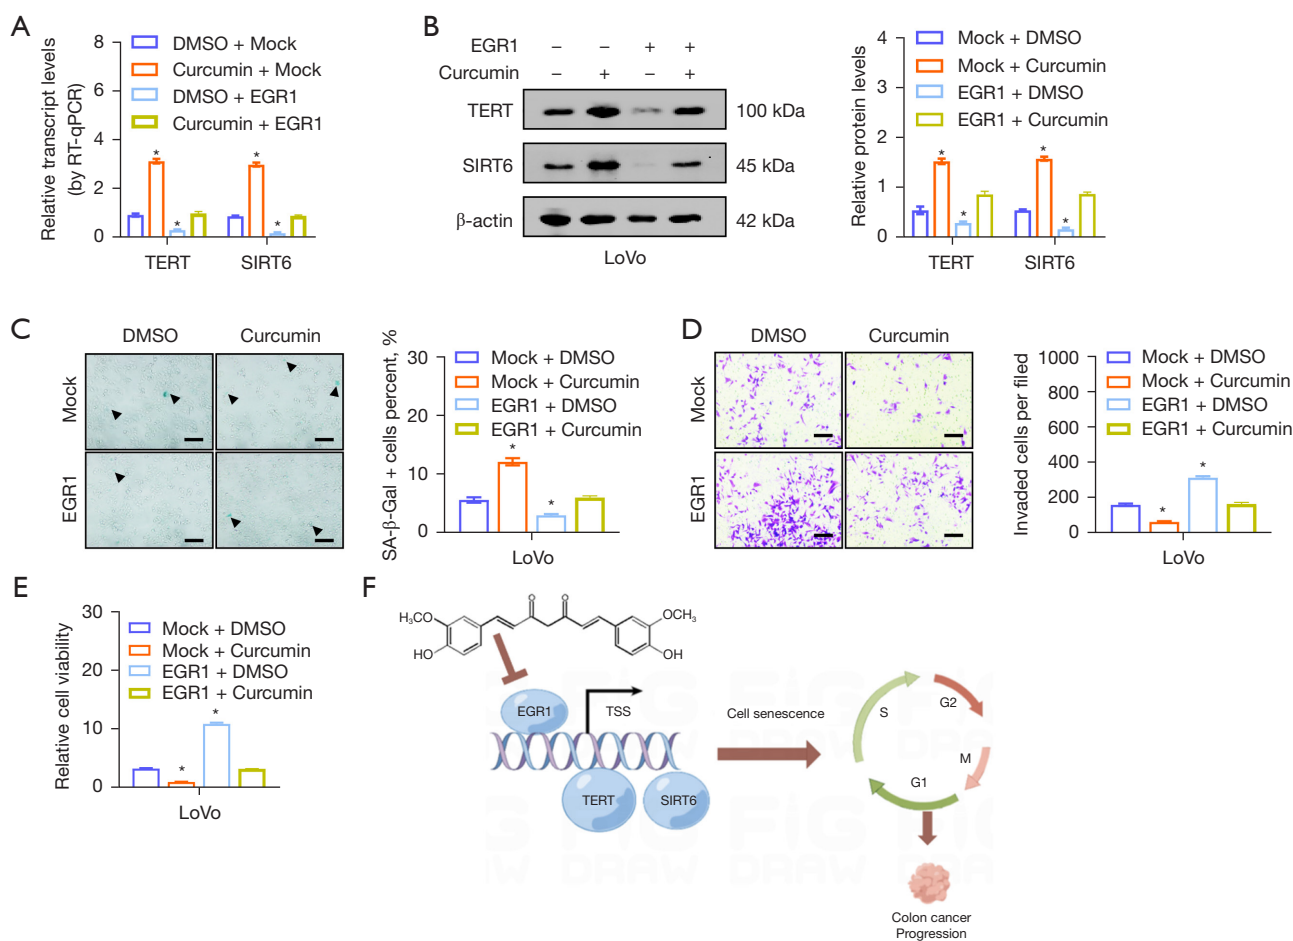 A
Relative transcript levels
(by RT-qPCR)
8
6
4
2
0
DMSO + Mock
Curcumin + Mock
DMSO + EGR1
Curcumin + EGR1
*
*
*
*
TERT
SIRT6
B
EGR1 – – + +
Curcumin – + – +
TERT
100 kDa
SIRT6
45 kDa
β-actin
42 kDa
LoVo
Relative protein levels
4
3
2
1
0
Mock + DMSO
Mock + Curcumin
EGR1 + DMSO
EGR1 + Curcumin
*
*
*
*
TERT
SIRT6
C
DMSO
Curcumin
Mock
EGR1
SA-β-Gal + cells percent, %
30
20
10
0
Mock + DMSO
Mock + Curcumin
EGR1 + DMSO
EGR1 + Curcumin
*
*
LoVo
D
DMSO
Curcumin
Mock
EGR1
Invaded cells per filed
1000
800
600
400
200
0
Mock + DMSO
Mock + Curcumin
EGR1 + DMSO
EGR1 + Curcumin
*
*
LoVo
E
Relative cell viability
30
20
10
0
Mock + DMSO
Mock + Curcumin
EGR1 + DMSO
EGR1 + Curcumin
*
*
LoVo
F
O
O
H₃CO
OCH₃
HO
OH
EGR1
TSS
TERT
SIRT6
Cell senescence
S
G2
M
G1
Colon cancer
Progression
FIG
DRAW